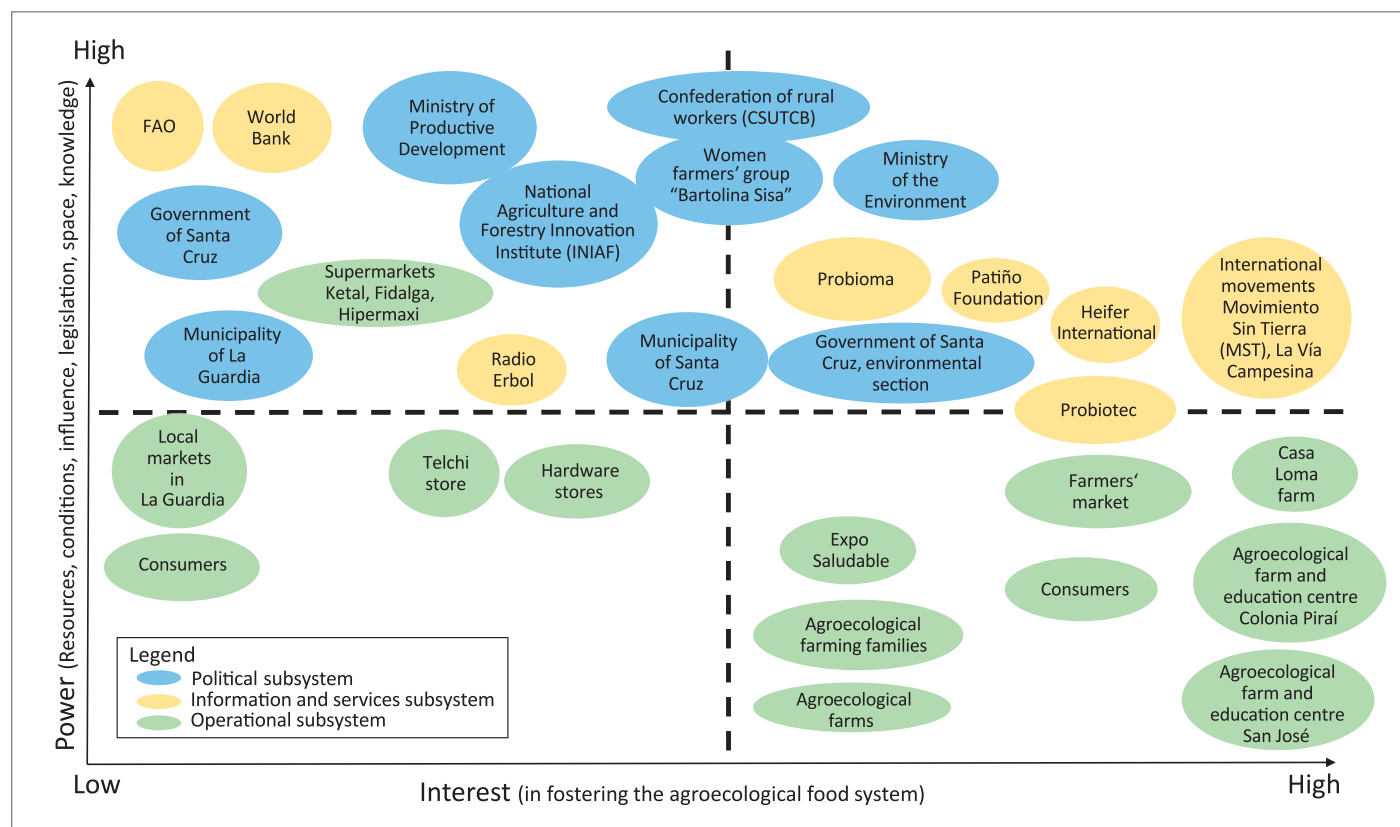 High
Power (Resources, conditions, influence, legislation, space, knowledge)
FAO
World
Bank
Ministry of
Productive
Development
Confederation of rural
workers (CSUTCB)
Women
farmers’ group
“Bartolina Sisa”
Ministry
of the
Environment
National
Agriculture and
Forestry Innovation
Institute (INIAF)
Government
of Santa
Cruz
Supermarkets
Ketal, Fidalga,
Hipermaxi
Probioma
Patiño
Foundation
Heifer
International
International
movements
Movimiento
Sin Tierra
(MST), La Vía
Campesina
Municipality
of La
Guardia
Radio
Erbol
Municipality
of Santa
Cruz
Government of Santa
Cruz, environmental
section
Probiotec
Local
markets
in
La Guardia
Telchi
store
Hardware
stores
Farmers‘
market
Casa
Loma
farm
Consumers
Expo
Saludable
Consumers
Agroecological
farm and
education centre
Colonia Piraí
Agroecological
farming families
Agroecological
farms
Agroecological
farm and
education centre
San José
Legend
Political subsystem
Information and services subsystem
Operational subsystem
Low
Interest (in fostering the agroecological food system)
High